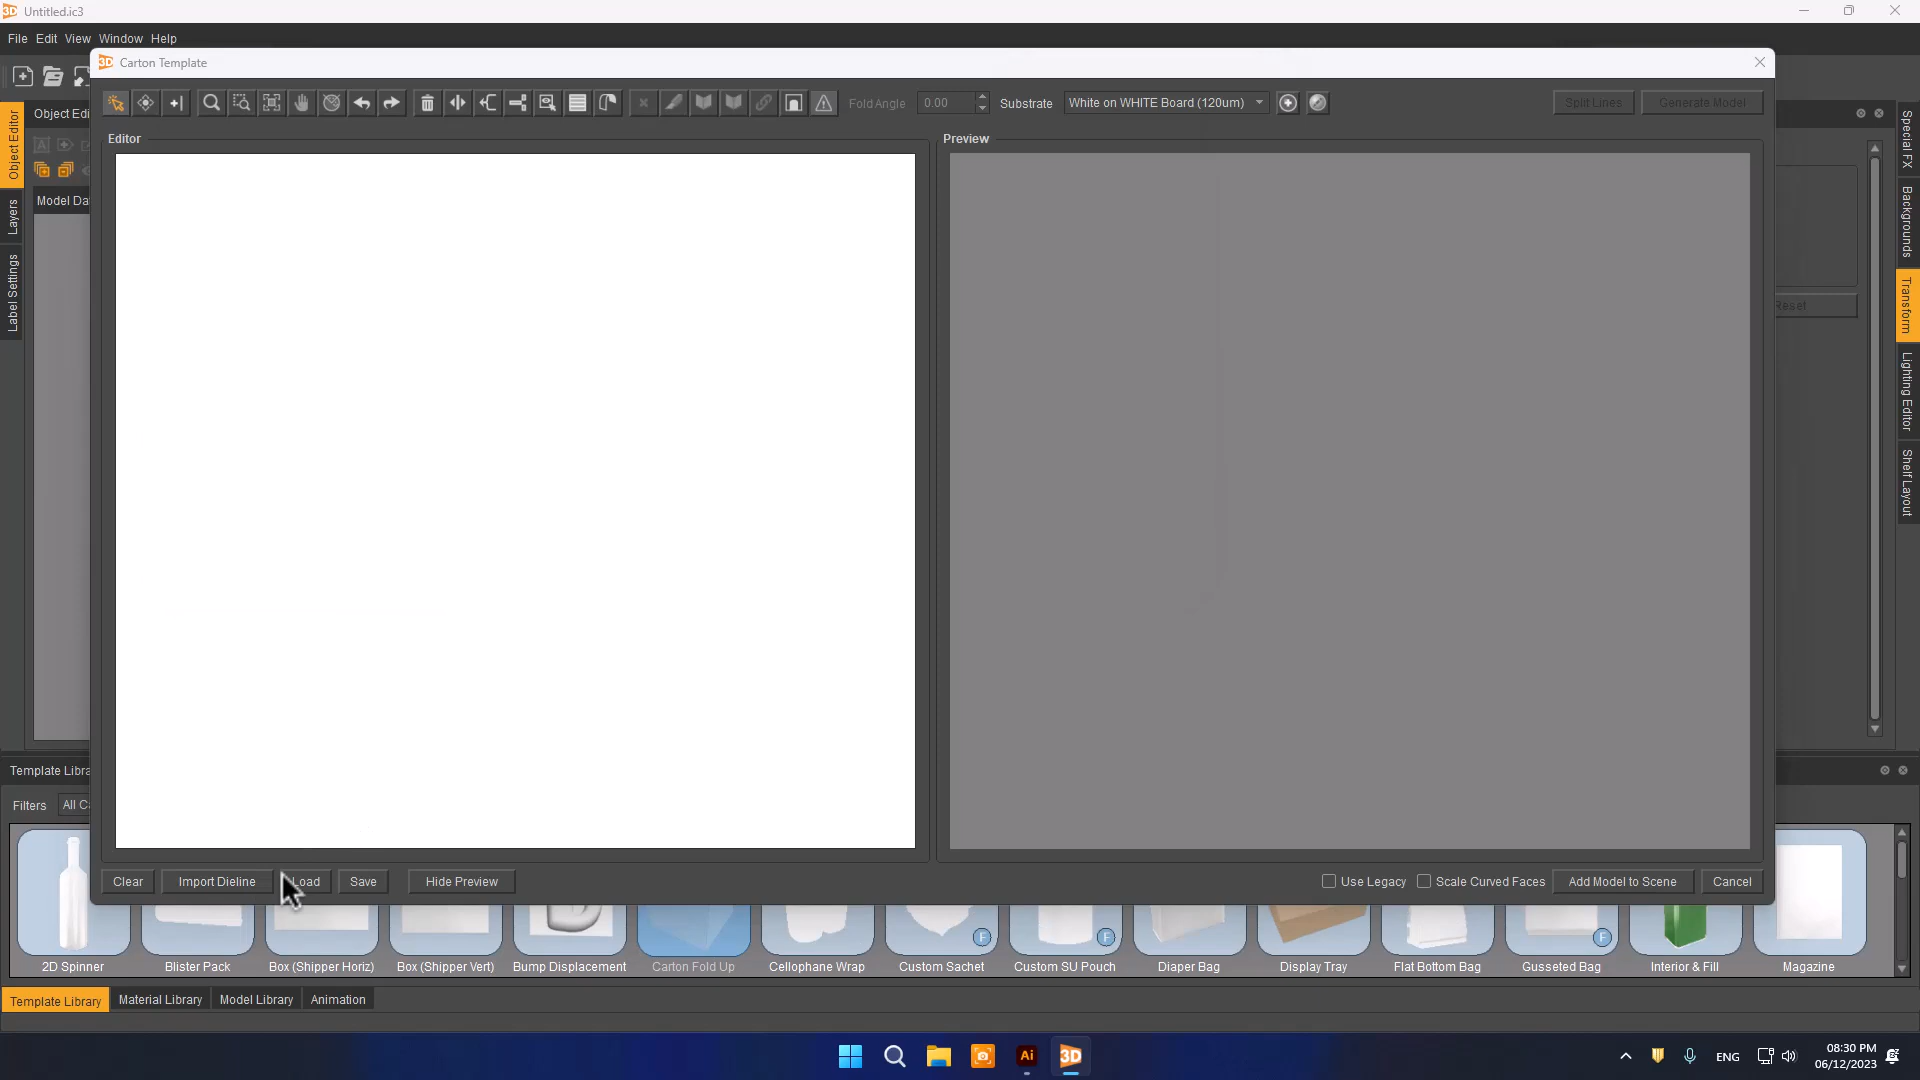 3D Untitled.ic3
File Edit View Window Help
3D Carton Template
Fold Angle 0.00 Substrate White on WHITE Board (120um) Split Lines Generate Model
Object Edi
Editor Preview
Model Da
Object Editor
Layers
Label Settings
Special FX
Backgrounds
Transform
Lighting Editor
Shelf Layout
Reset
Template Libra
Filters All Ca
Clear Import Dieline Load Save Hide Preview Use Legacy Scale Curved Faces Add Model to Scene Cancel
F F F
2D Spinner Blister Pack Box (Shipper Horiz) Box (Shipper Vert) Bump Displacement Carton Fold Up Cellophane Wrap Custom Sachet Custom SU Pouch Diaper Bag Display Tray Flat Bottom Bag Gusseted Bag Interior & Fill Magazine
Template Library Material Library Model Library Animation
Ai 3D ENG 08:30 PM
06/12/2023